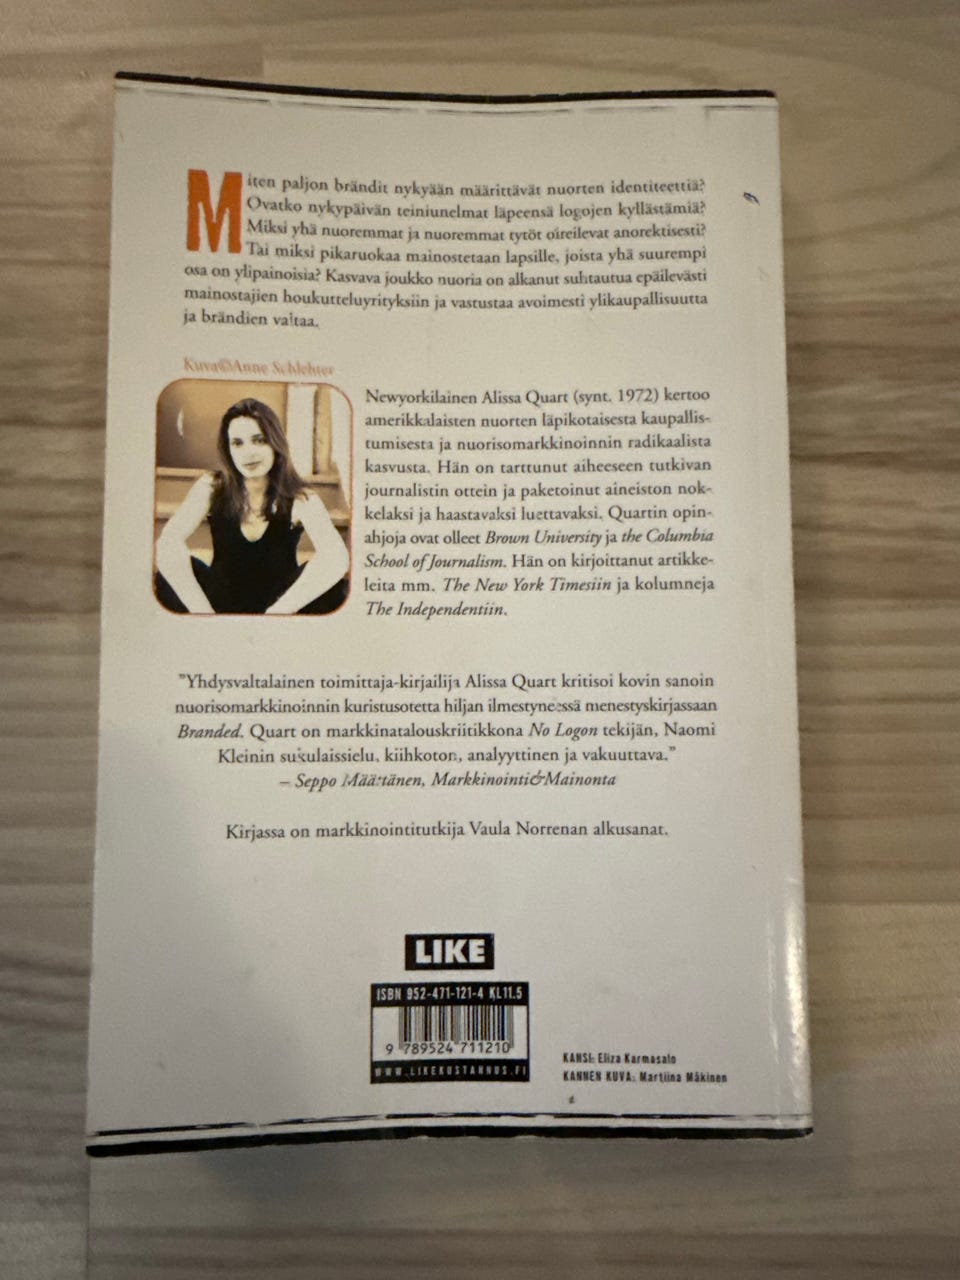 Miten paljon brändit nykyään määrittävät nuorten identiteettiä?
Ovatko nykypäivän teiniunelmat läpeensä logojen kyllästämiä?
Miksi yhä nuoremmat ja nuoremmat tytöt oireilevat anorektisesti?
Tai miksi pikaruokaa mainostetaan lapsille, joista yhä suurempi
osa on ylipainoisia? Kasvava joukko nuoria on alkanut suhtautua epäilevästi
mainostajien houkutteluyrityksiin ja vastustaa avoimesti ylikaupallisuutta
ja brändien valtaa.
Kuva©Anne Schlehter
Newyorkilainen Alissa Quart (synt. 1972) kertoo
amerikkalaisten nuorten läpikotaisesta kaupallis-
tumisesta ja nuorisomarkkinoinnin radikaalista
kasvusta. Hän on tarttunut aiheeseen tutkivan
journalistin ottein ja paketoinut aineiston nok-
kelaksi ja haastavaksi luettavaksi. Quartin opin-
ahjoja ovat olleet Brown University ja the Columbia
School of Journalism. Hän on kirjoittanut artikke-
leita mm. The New York Timesiin ja kolumneja
The Independentiin.
"Yhdysvaltalainen toimittaja-kirjailija Alissa Quart kritisoi kovin sanoin
nuorisomarkkinoinnin kuristusotetta hiljan ilmestyneessä menestyskirjassaan
Branded. Quart on markkinatalouskriitikkona No Logon tekijän, Naomi
Kleinin sukulaissielu, kiihkoton, analyyttinen ja vakuuttava."
– Seppo Määttänen, Markkinointi&Mainonta
Kirjassa on markkinointitutkija Vaula Norrenan alkusanat.
LIKE
ISBN 952-471-121-4 KL11.5
9 789524 711210
WWW.LIKEKUSTANNUS.FI
KANSI: Eliza Karmasalo
KANNEN KUVA: Martiina Mäkinen